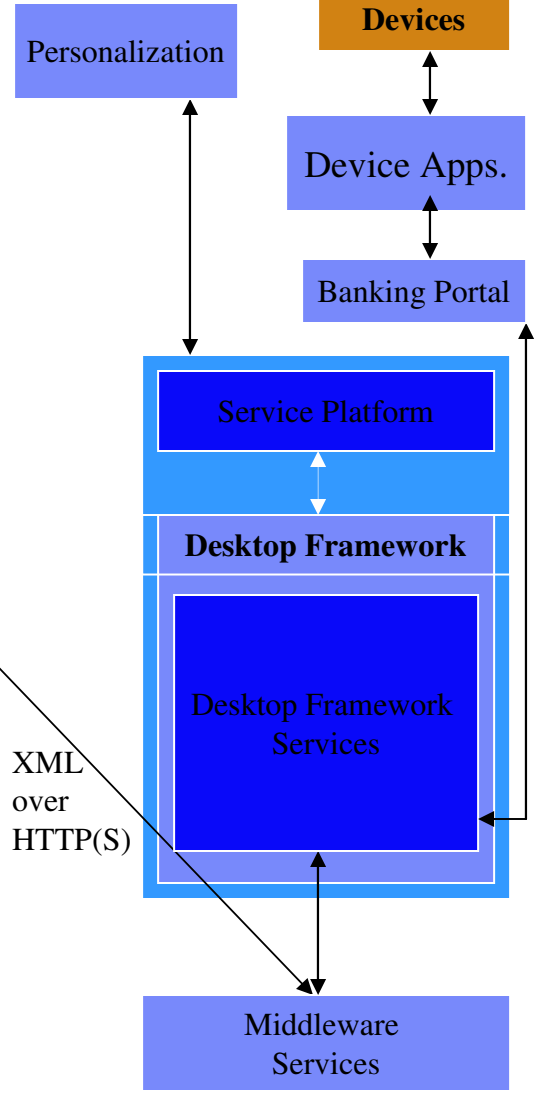 Devices
Personalization
Device Apps.
Banking Portal
Service Platform
Desktop Framework
Desktop Framework
Services
XML
over
HTTP(S)
Middleware
Services